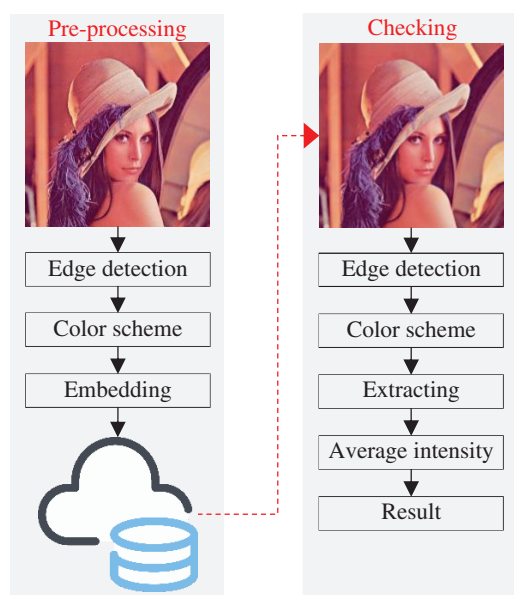 Pre-processing
Edge detection
Color scheme
Embedding
Checking
Edge detection
Color scheme
Extracting
Average intensity
Result